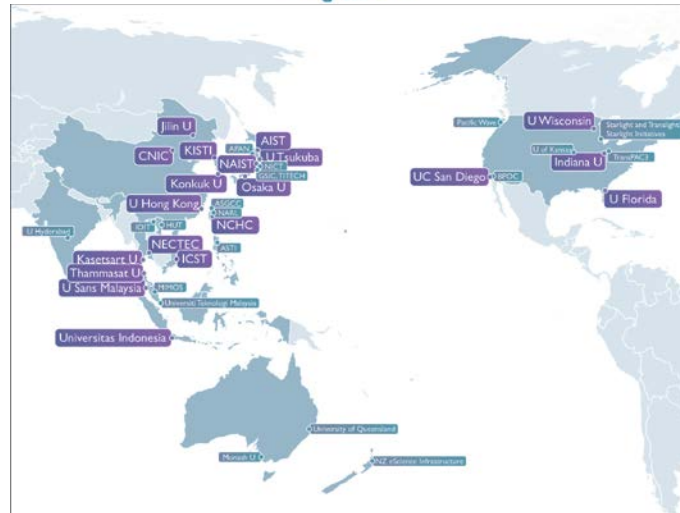 Jilin U
CNIC
KISTI
APAN
AIST
U Tsukuba
NAIST
NICT
GSIC, TITECH
Konkuk U
Osaka U
U Hong Kong
ASGCC
NARL
NCHC
U Hyderabad
IOIT
HUT
NECTEC
ASTI
Kasetsart U
ICST
Thammasat U
U Sans Malaysia
MIMOS
Universiti Teknologi Malaysia
Universitas Indonesia
University of Queensland
Monash U
NZ eScience Infrastructure
Pacific Wave
U Wisconsin
Starlight and Translight
Starlight Initiatives
U of Kansas
TransPACE
Indiana U
UC San Diego
BPOC
U Florida